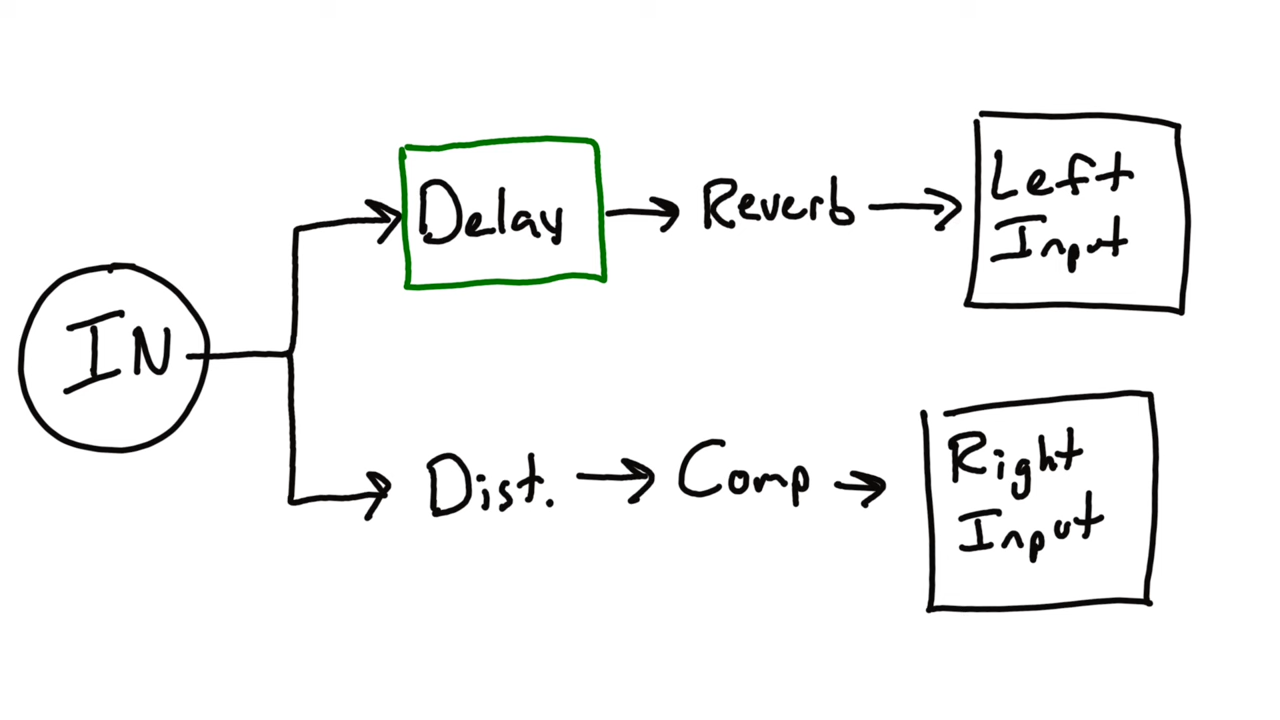 Delay
Reverb
Left
Input
IN
Dist.
Comp
Right
Input